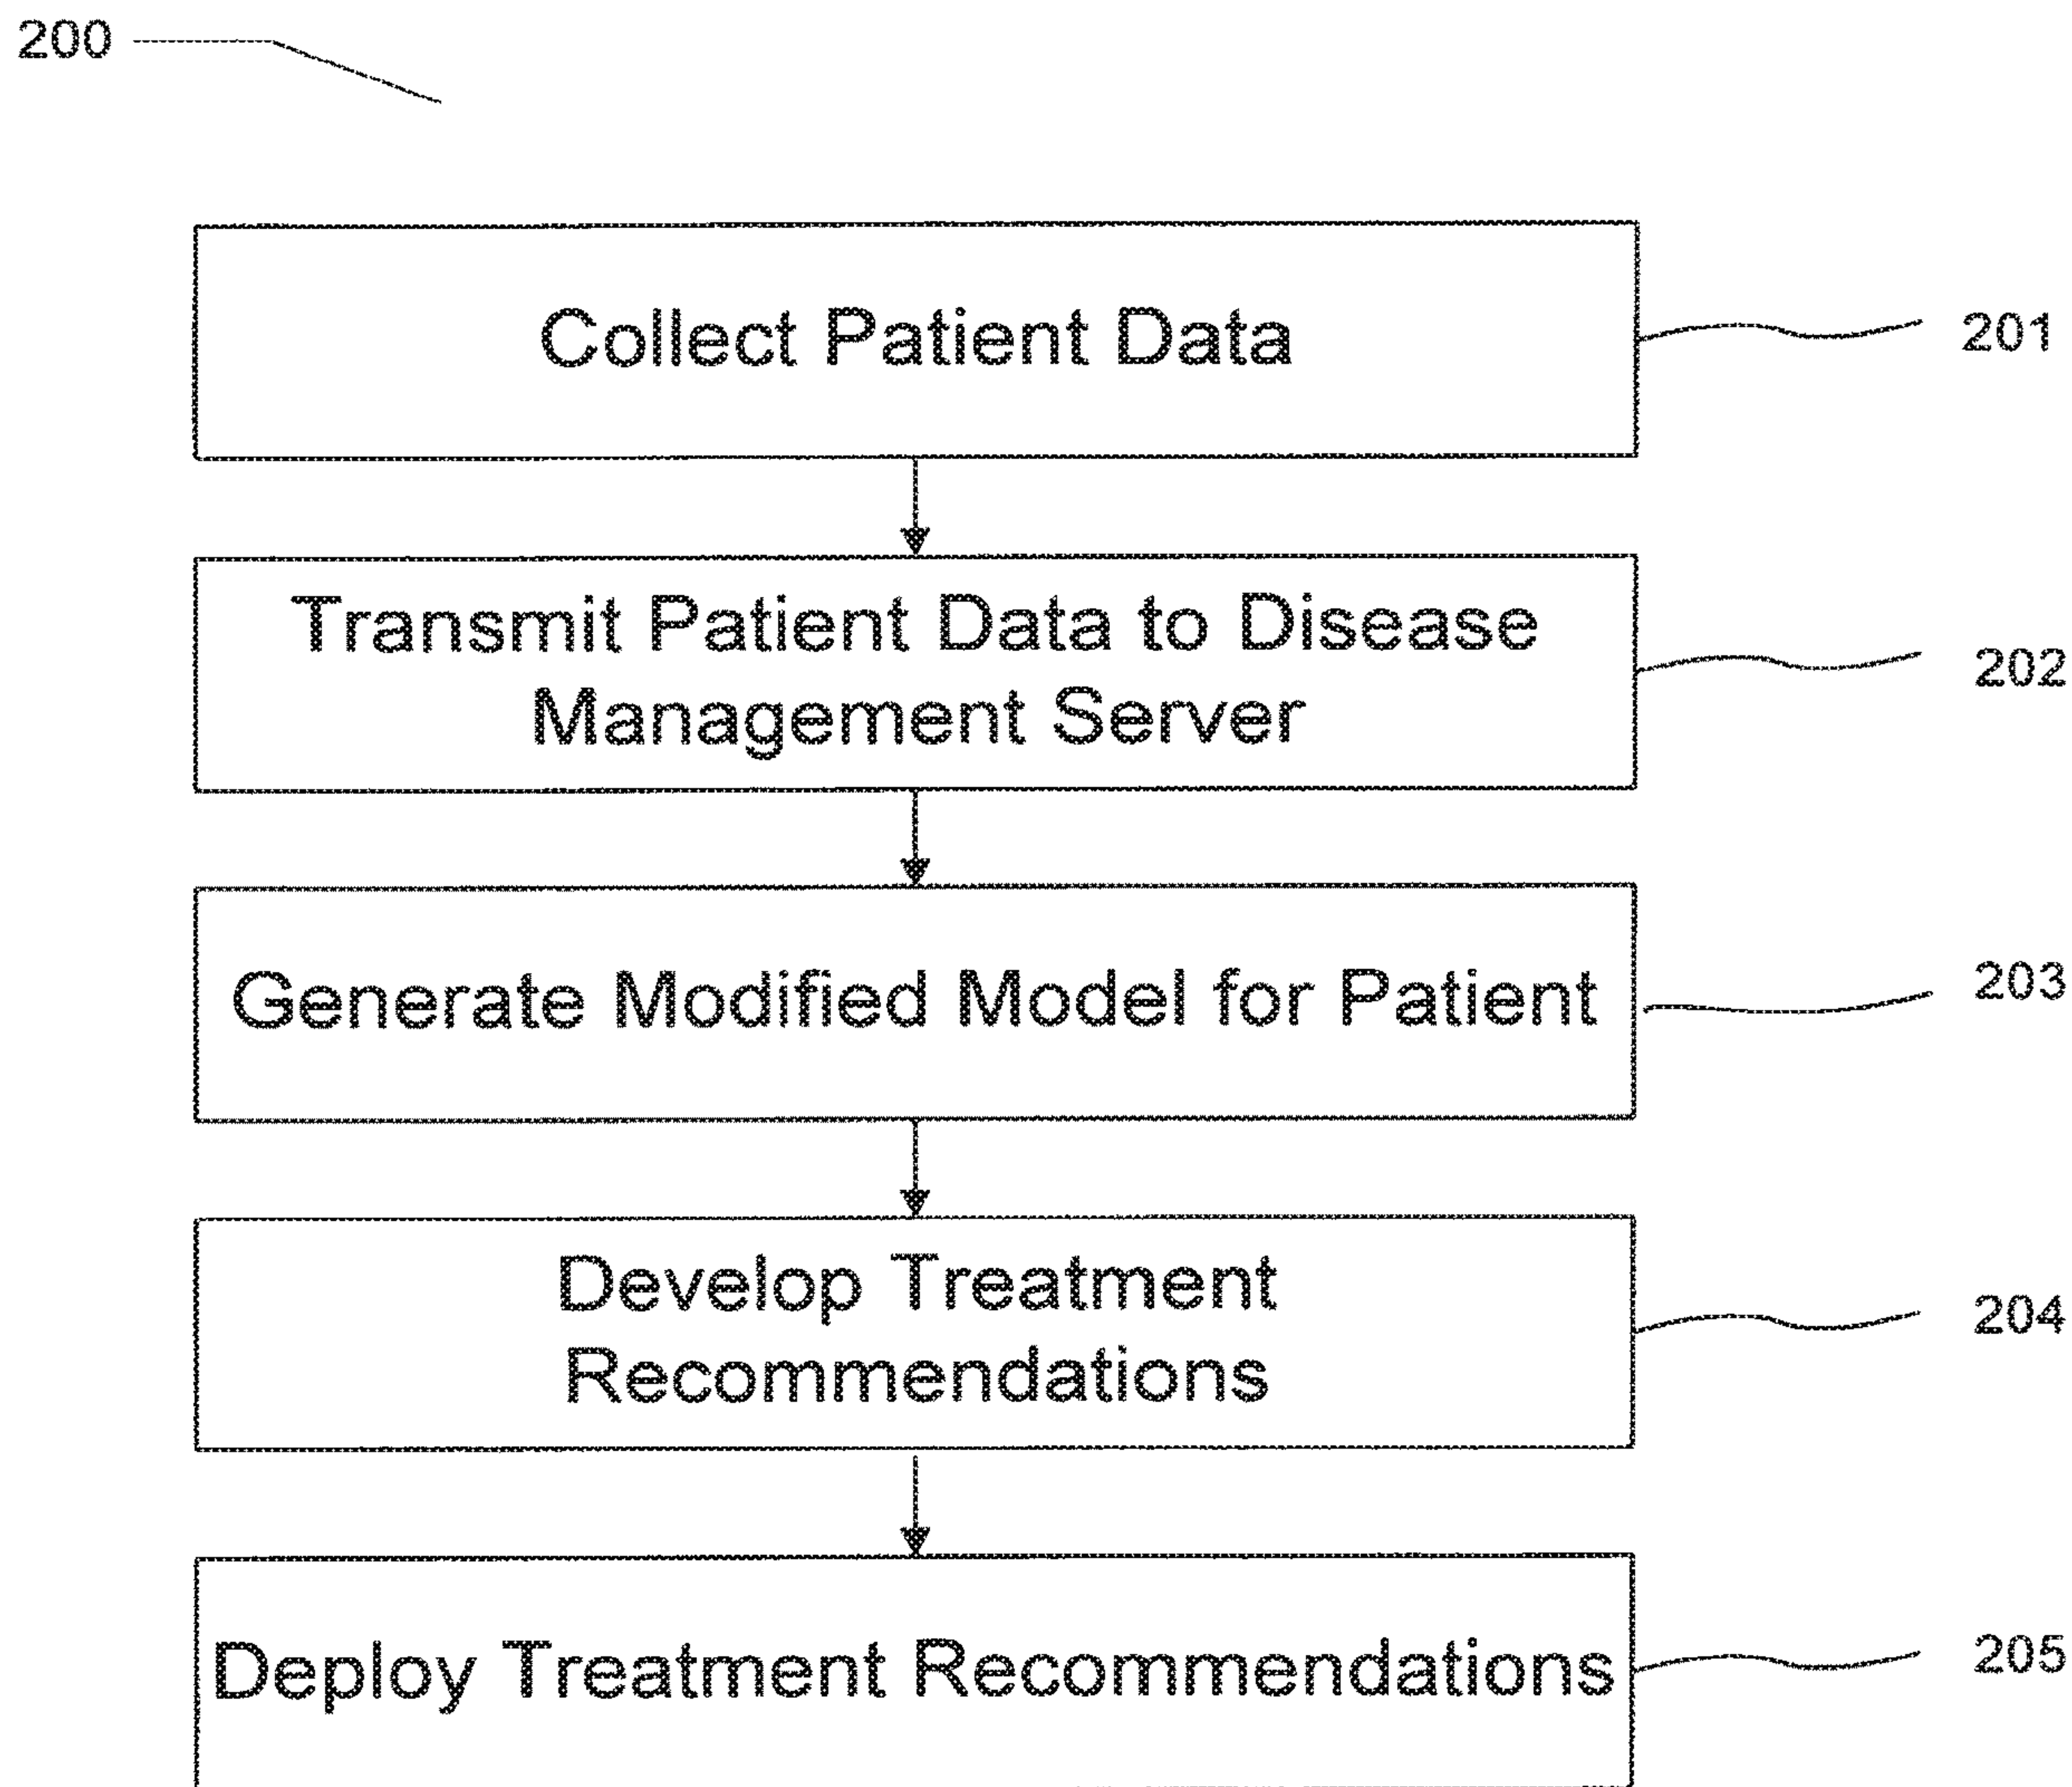 200
Collect Patient Data
201
Transmit Patient Data to Disease
Management Server
202
Generate Modified Model for Patient
203
Develop Treatment
Recommendations
204
Deploy Treatment Recommendations
205